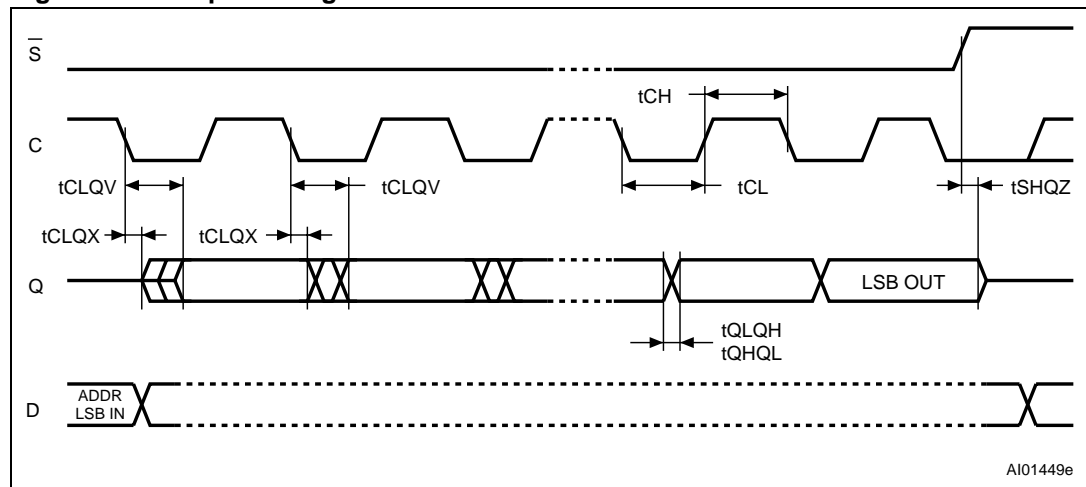 S
tCH
C
tCLQV
tCLQV
tCL
tSHQZ
tCLQX
tCLQX
Q
LSB OUT
tQLQH
tQHQL
ADDR
LSB IN
D
AI01449e